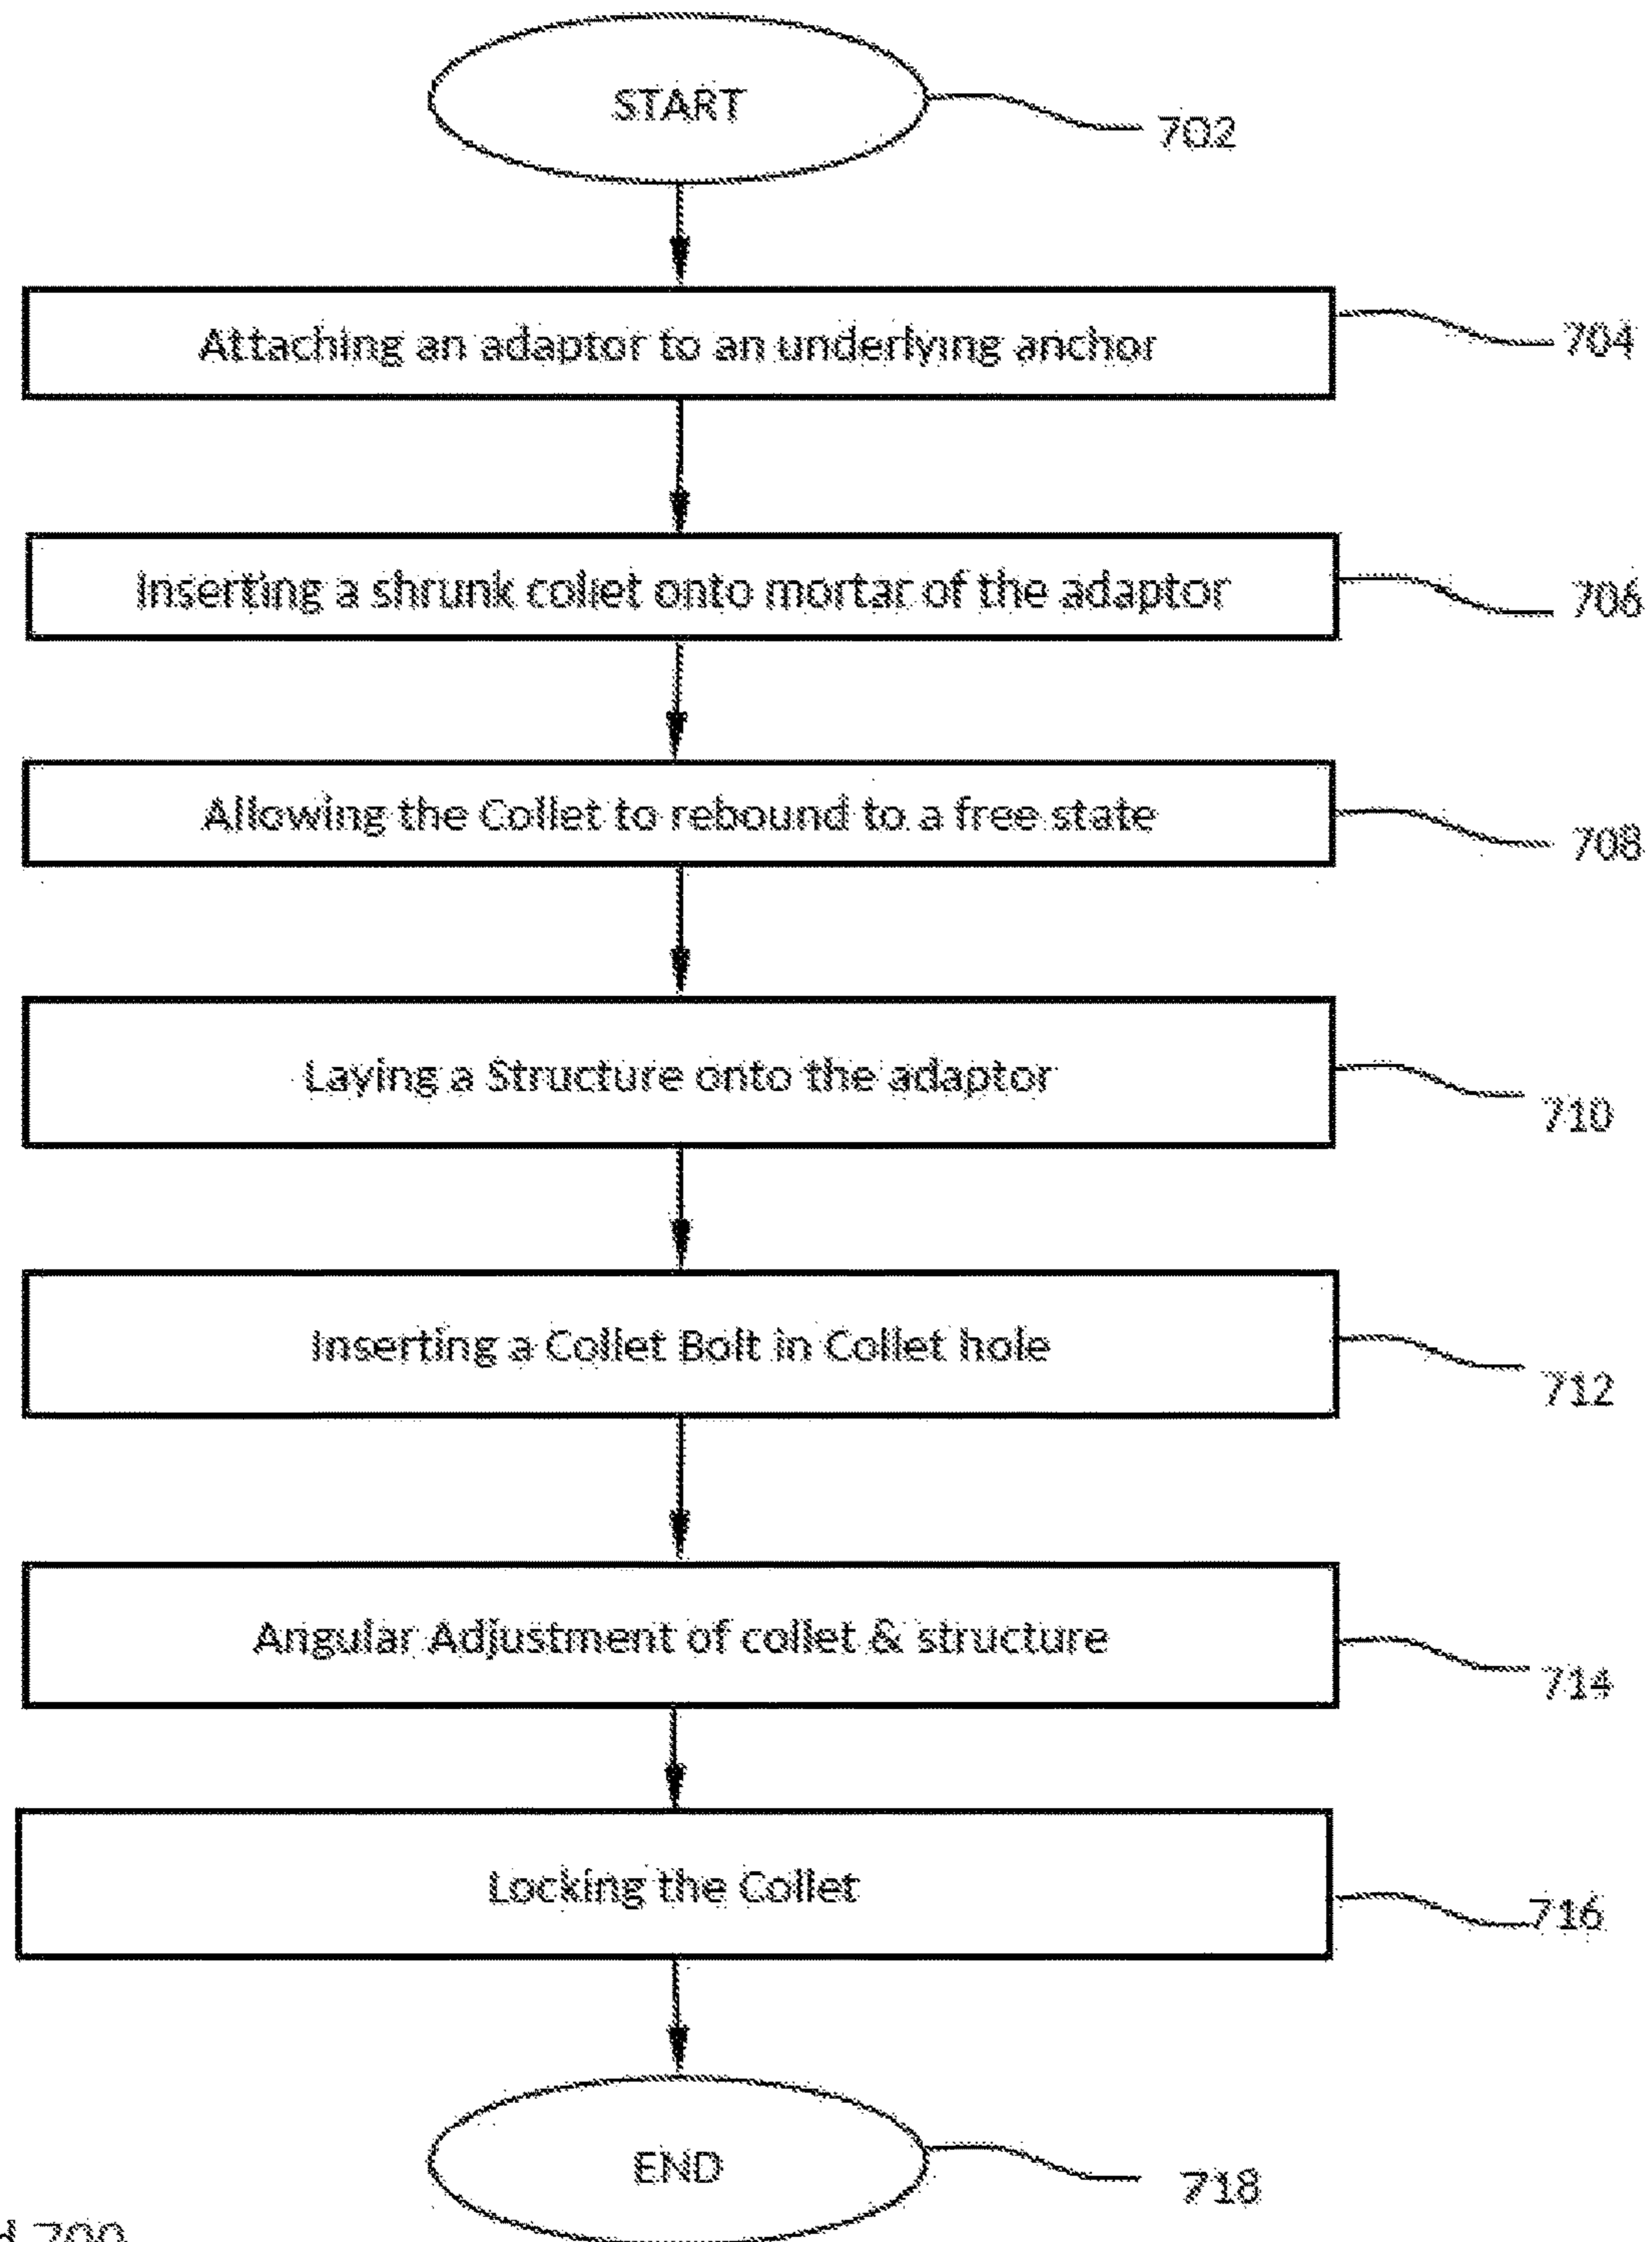 START
702
Attaching an adaptor to an underlying anchor
704
Inserting a shrunk collet onto mortar of the adaptor
706
Allowing the Collet to rebound to a free state
708
Laying a Structure onto the adaptor
710
Inserting a Collet Bolt in Collet hole
712
Angular Adjustment of collet & structure
714
Locking the Collet
716
END
718
700